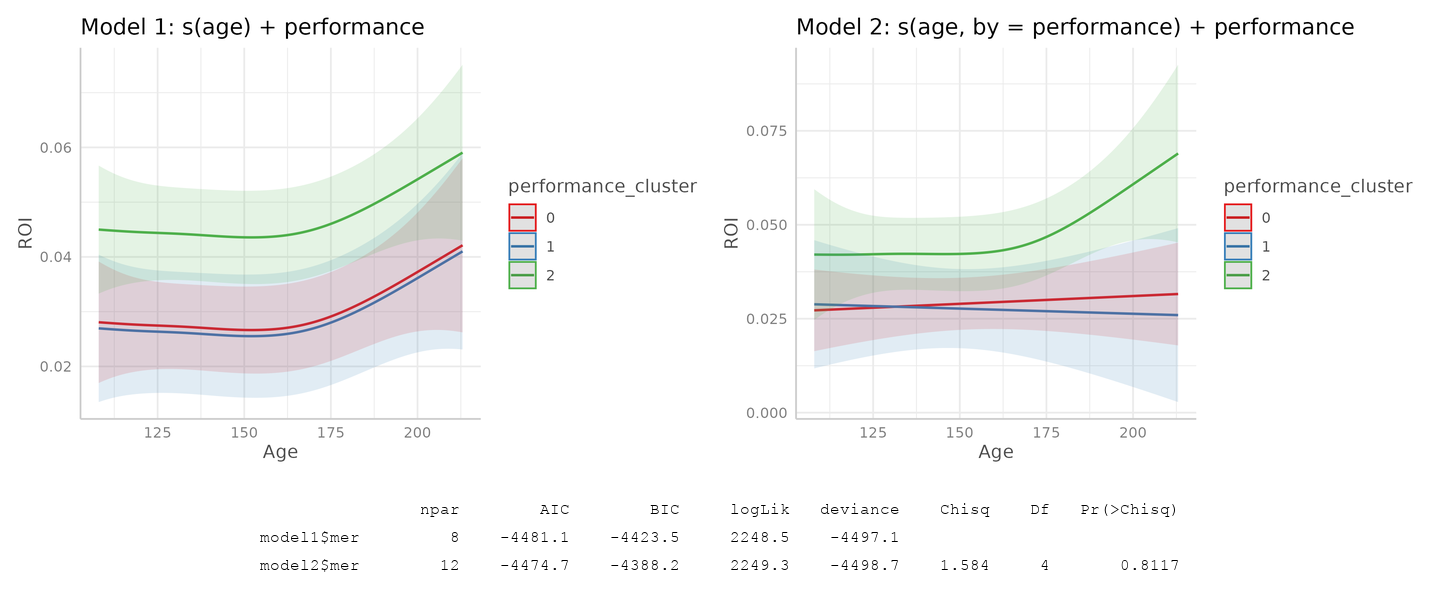 Model 1: s(age) + performance
0.06
0.04
0.02
ROI
125 150 175 200
Age
performance_cluster
0
1
2
Model 2: s(age, by = performance) + performance
0.075
0.050
0.025
0.000
ROI
125 150 175 200
Age
performance_cluster
0
1
2
npar AIC BIC logLik deviance Chisq Df Pr(>Chisq)
model1$mer 8 -4481.1 -4423.5 2248.5 -4497.1
model2$mer 12 -4474.7 -4388.2 2249.3 -4498.7 1.584 4 0.8117